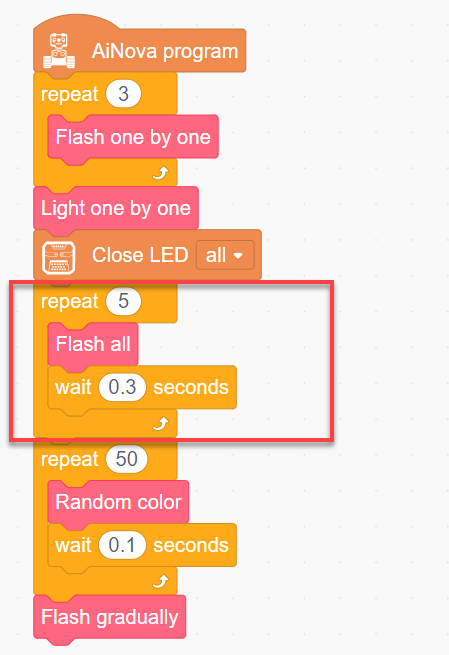 AiNova program
repeat 3
Flash one by one
Light one by one
Close LED all
repeat 5
Flash all
wait 0.3 seconds
repeat 50
Random color
wait 0.1 seconds
Flash gradually